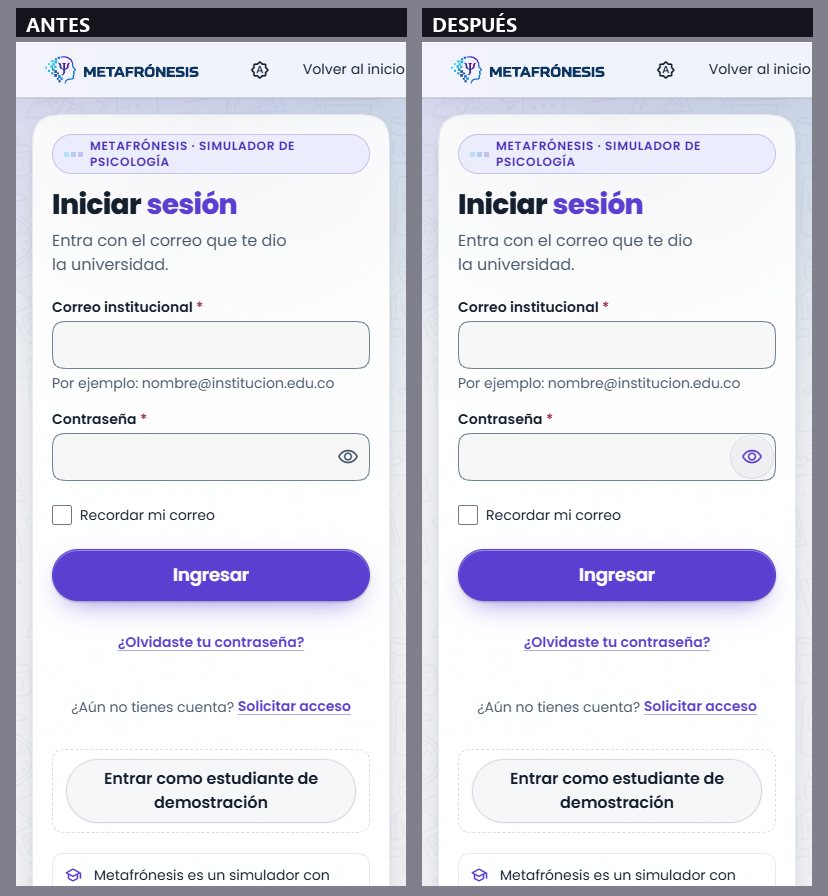 ANTES
METAFRÓNESIS
A
Volver al inicio
METAFRÓNESIS · SIMULADOR DE
PSICOLOGÍA
Iniciar sesión
Entra con el correo que te dio
la universidad.
Correo institucional *
Por ejemplo: nombre@institucion.edu.co
Contraseña *
Recordar mi correo
Ingresar
¿Olvidaste tu contraseña?
¿Aún no tienes cuenta? Solicitar acceso
Entrar como estudiante de
demostración
Metafrónesis es un simulador con
DESPUÉS
METAFRÓNESIS
A
Volver al inicio
METAFRÓNESIS · SIMULADOR DE
PSICOLOGÍA
Iniciar sesión
Entra con el correo que te dio
la universidad.
Correo institucional *
Por ejemplo: nombre@institucion.edu.co
Contraseña *
Recordar mi correo
Ingresar
¿Olvidaste tu contraseña?
¿Aún no tienes cuenta? Solicitar acceso
Entrar como estudiante de
demostración
Metafrónesis es un simulador con